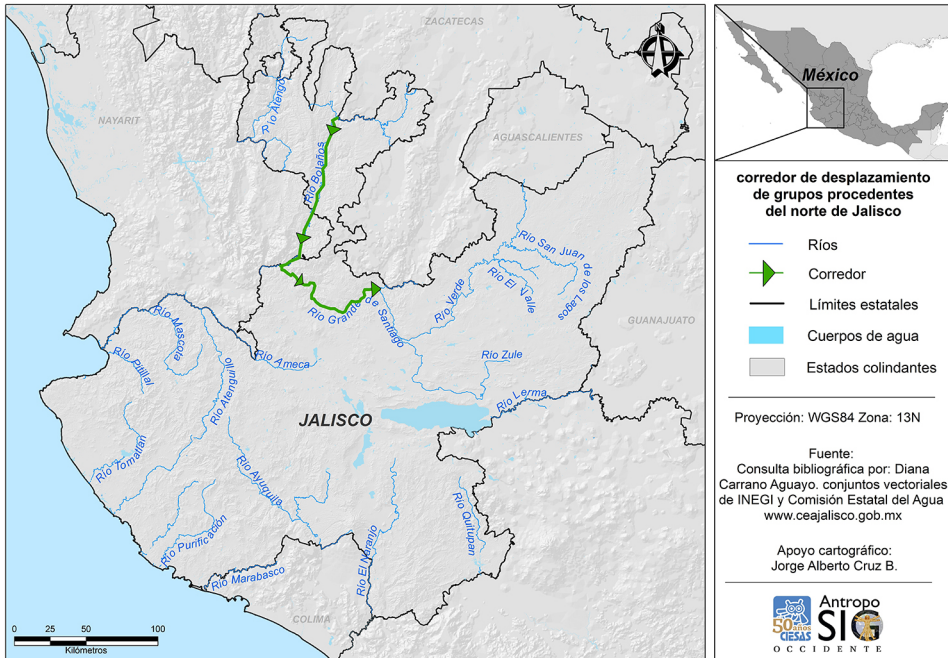 ZACATECAS
NAYARIT
AGUASCALIENTES
GUANAJUATO
COLIMA
JALISCO
Río Atengo
Río Bolaños
Río San Juan de los Lagos
Río Verde
Río El Valle
Río Grande de Santiago
Río Mascota
Río Pitillal
Río Ameca
Río Zule
Río Lerma
Río Atenguillo
Río Tomatlán
Río Ayuquila
Río Purificación
Río Marabasco
Río El Naranjo
Río Quitupan
0 25 50 100
Kilómetros
México
corredor de desplazamiento
de grupos procedentes
del norte de Jalisco
Ríos
Corredor
Límites estatales
Cuerpos de agua
Estados colindantes
Proyección: WGS84 Zona: 13N
Fuente:
Consulta bibliográfica por: Diana
Carrano Aguayo. conjuntos vectoriales
de INEGI y Comisión Estatal del Agua
www.ceajalisco.gob.mx
Apoyo cartográfico:
Jorge Alberto Cruz B.
50 años
CIESAS
Antropo
SIG
OCCIDENTE